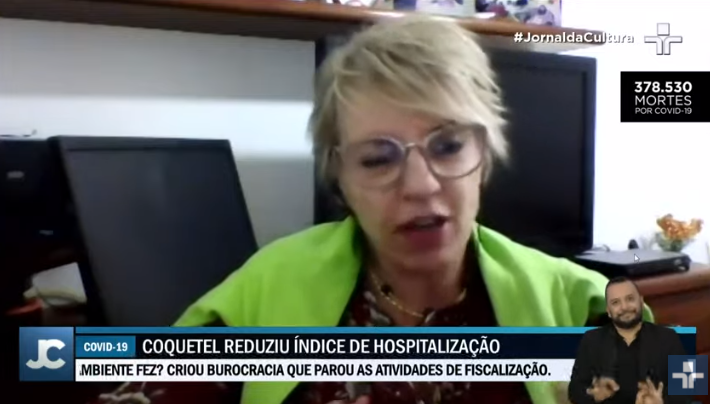 #JornaldaCultura
378.530
MORTES
POR COVID-19
JC
COVID-19
COQUETEL REDUZIU ÍNDICE DE HOSPITALIZAÇÃO
AMBIENTE FEZ? CRIOU BUROCRACIA QUE PAROU AS ATIVIDADES DE FISCALIZAÇÃO.